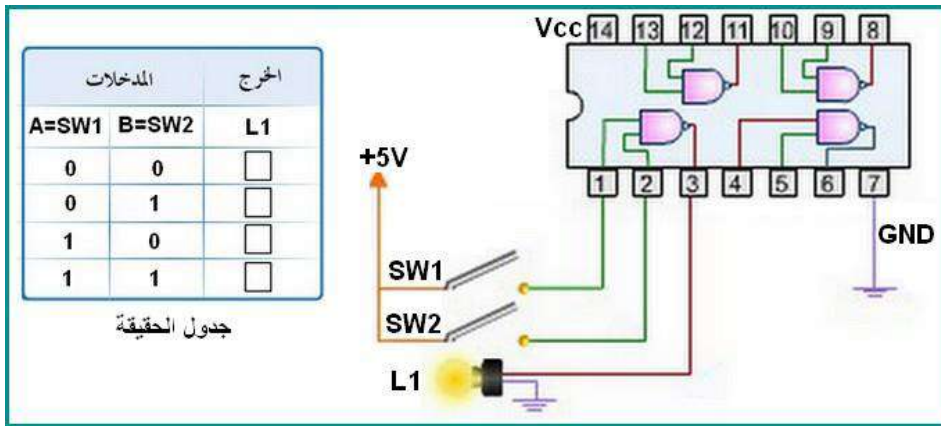 المدخلات الخرج
A=SW1 B=SW2 L1
0 0
0 1
1 0
1 1
جدول الحقيقة
Vcc 14 13 12 11 10 9 8
1 2 3 4 5 6 7
+5V
GND
SW1
SW2
L1